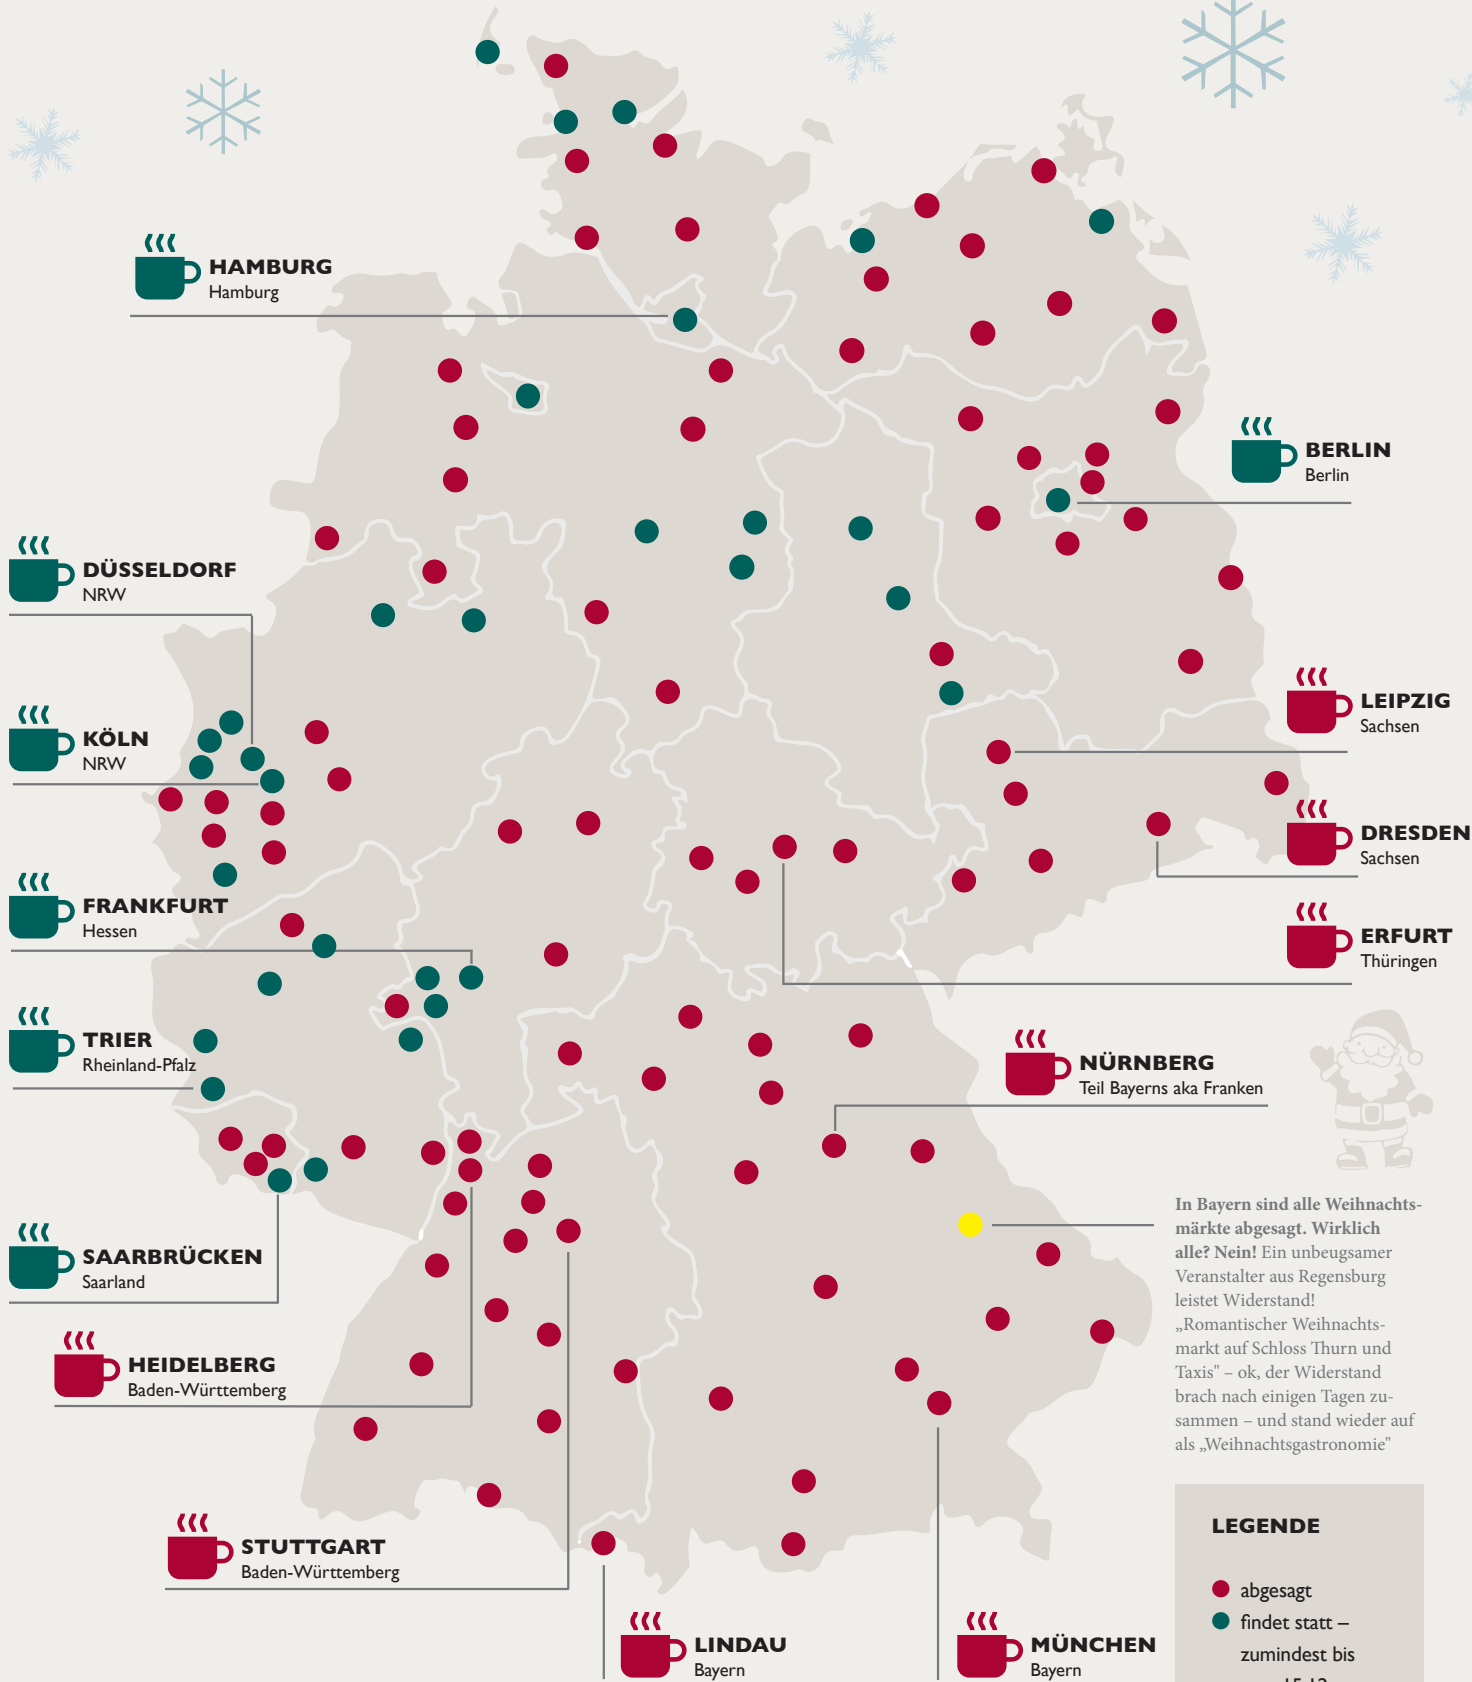 HAMBURG
Hamburg
BERLIN
Berlin
DÜSSELDORF
NRW
LEIPZIG
Sachsen
KÖLN
NRW
DRESDEN
Sachsen
FRANKFURT
Hessen
ERFURT
Thüringen
TRIER
Rheinland-Pfalz
NÜRNBERG
Teil Bayerns aka Franken
In Bayern sind alle Weihnachts-
märkte abgesagt. Wirklich
alle? Nein! Ein unbeugsamer
Veranstalter aus Regensburg
leistet Widerstand!
„Romantischer Weihnachts-
markt auf Schloss Thurn und
Taxis" – ok, der Widerstand
brach nach einigen Tagen zu-
sammen – und stand wieder auf
als „Weihnachtsgastronomie"
SAARBRÜCKEN
Saarland
HEIDELBERG
Baden-Württemberg
STUTTGART
Baden-Württemberg
LINDAU
Bayern
MÜNCHEN
Bayern
LEGENDE
abgesagt
findet statt –
zumindest bis